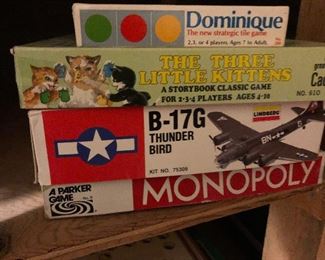 Dominique
The new strategic tile game
2,3, or 4 players. Ages 7 to Adult.
THE THREE
LITTLE KITTENS
A STORYBOOK CLASSIC GAME
FOR 2-3-4 PLAYERS AGES 4-10
NO. 610
B-17G
THUNDER
BIRD
KIT NO. 75309
LINDBERG
BN
A PARKER
GAME
MONOPOLY